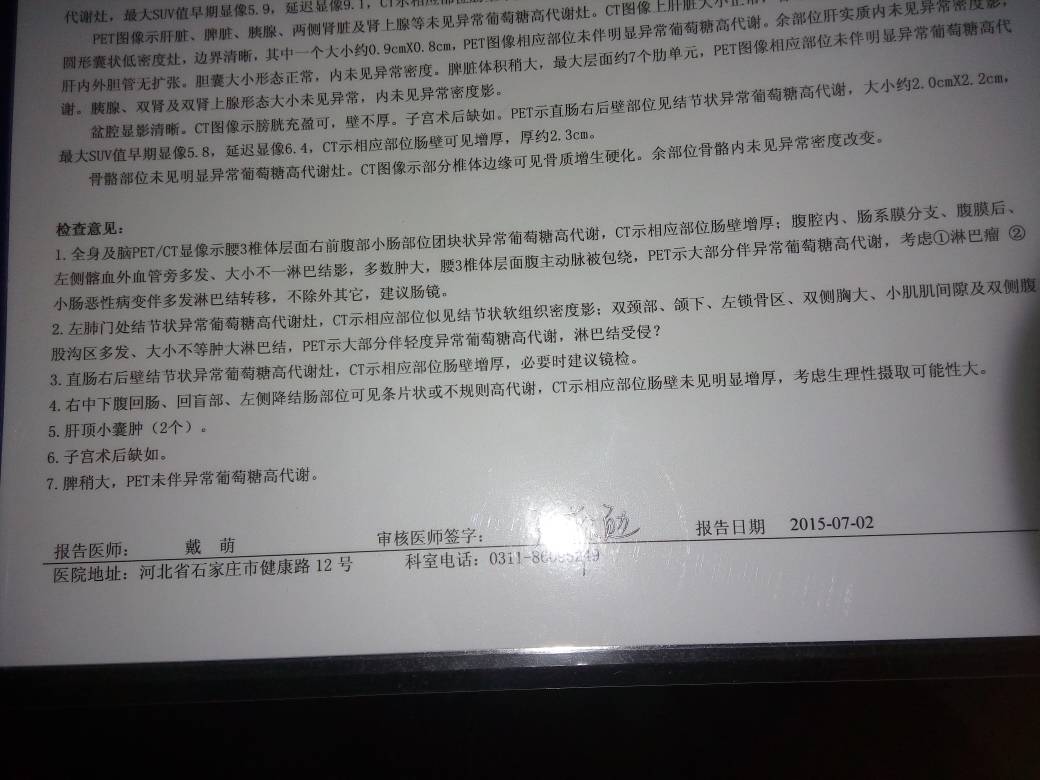 代谢灶，最大SUV值早期显像5.9，延迟显像9.1，CT示相应部位肠壁
PET图像示肝脏、脾脏、胰腺、两侧肾脏及肾上腺等未见异常葡萄糖高代谢灶。CT图像上肝脏大小正常，
圆形囊状低密度灶，边界清晰，其中一个大小约0.9cmX0.8cm，PET图像相应部位未伴明显异常葡萄糖高代谢。余部位肝实质内未见异常密度影，
肝内外胆管无扩张。胆囊大小形态正常，内未见异常密度。脾脏体积稍大，最大层面约7个肋单元，PET图像相应部位未伴明显异常葡萄糖高代
谢。胰腺、双肾及双肾上腺形态大小未见异常，内未见异常密度影。
盆腔显影清晰。CT图像示膀胱充盈可，壁不厚。子宫术后缺如。PET示直肠右后壁部位见结节状异常葡萄糖高代谢，大小约2.0cmX2.2cm，
最大SUV值早期显像5.8，延迟显像6.4，CT示相应部位肠壁可见增厚，厚约2.3cm。
骨骼部位未见明显异常葡萄糖高代谢灶。CT图像示部分椎体边缘可见骨质增生硬化。余部位骨骼内未见异常密度改变。
检查意见：
1.全身及脑PET/CT显像示腰3椎体层面右前腹部小肠部位团块状异常葡萄糖高代谢，CT示相应部位肠壁增厚；腹腔内、肠系膜分支、腹膜后、
左侧髂血外血管旁多发、大小不一淋巴结影，多数肿大，腰3椎体层面腹主动脉被包绕，PET示大部分伴异常葡萄糖高代谢，考虑①淋巴瘤 ②
小肠恶性病变伴多发淋巴结转移，不除外其它，建议肠镜。
2.左肺门处结节状异常葡萄糖高代谢灶，CT示相应部位似见结节状软组织密度影；双颈部、颌下、左锁骨区、双侧胸大、小肌肌间隙及双侧腹
股沟区多发、大小不等肿大淋巴结，PET示大部分伴轻度异常葡萄糖高代谢，淋巴结受侵？
3.直肠右后壁结节状异常葡萄糖高代谢灶，CT示相应部位肠壁增厚，必要时建议镜检。
4.右中下腹回肠、回盲部、左侧降结肠部位可见条片状或不规则高代谢，CT示相应部位肠壁未见明显增厚，考虑生理性摄取可能性大。
5.肝顶小囊肿（2个）。
6.子宫术后缺如。
7.脾稍大，PET未伴异常葡萄糖高代谢。
报告医师： 戴 萌 审核医师签字： 报告日期 2015-07-02
医院地址：河北省石家庄市健康路 12 号 科室电话：